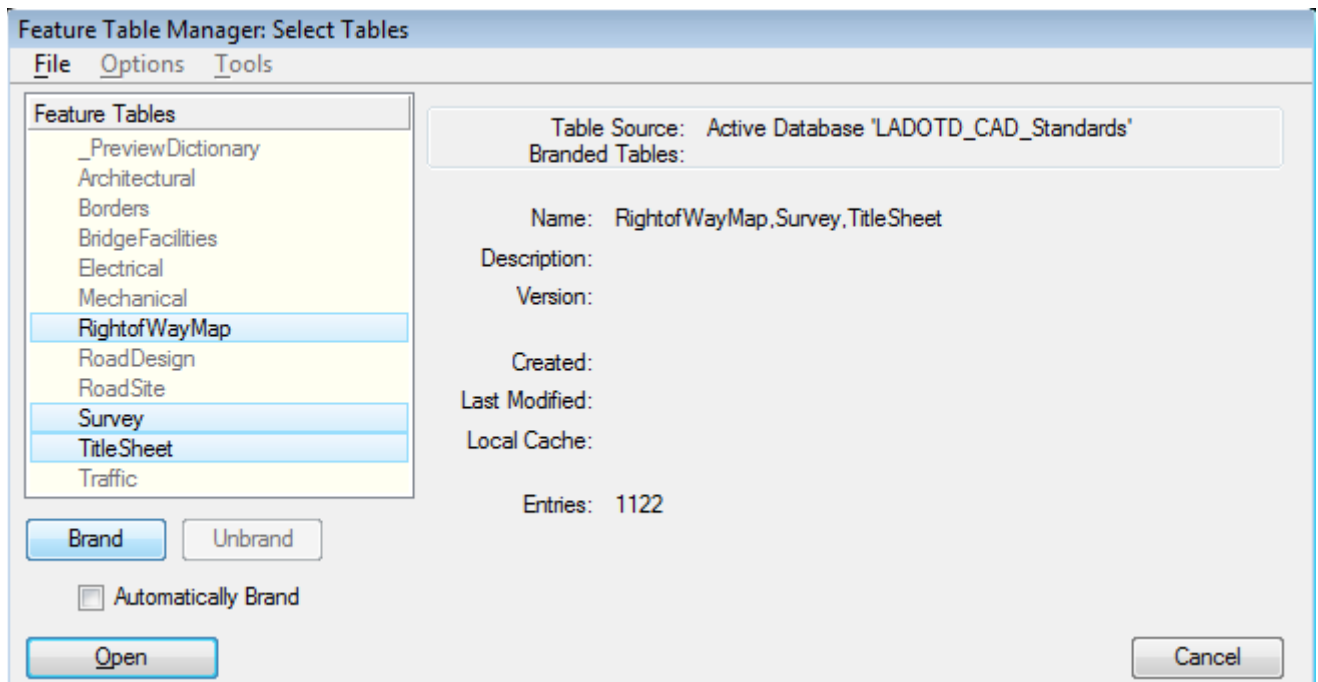 Feature Table Manager: Select Tables
File Options Tools
Feature Tables
_PreviewDictionary
Architectural
Borders
BridgeFacilities
Electrical
Mechanical
RightofWayMap
RoadDesign
RoadSite
Survey
TitleSheet
Traffic
Brand Unbrand
Automatically Brand
Open
Table Source: Active Database 'LADOTD_CAD_Standards'
Branded Tables:
Name: RightofWayMap,Survey,TitleSheet
Description:
Version:
Created:
Last Modified:
Local Cache:
Entries: 1122
Cancel